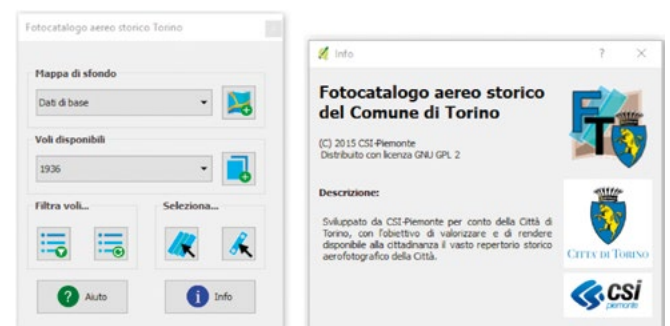 Fotocatalogo aereo storico Torino
Mappa di sfondo
Dati di base
Voli disponibili
1936
Filtra voli...
Seleziona...
Aiuto
Info
Info
Fotocatalogo aereo storico
del Comune di Torino
(C) 2015 CSI-Piemonte
Distribuito con licenza GNU GPL 2
Descrizione:
Sviluppato da CSI-Piemonte per conto della Città di
Torino, con l'obiettivo di valorizzare e di rendere
disponibile alla cittadinanza il vasto repertorio storico
aerofotografico della Città.
FT
CITTA' DI TORINO
CSI
piemonte